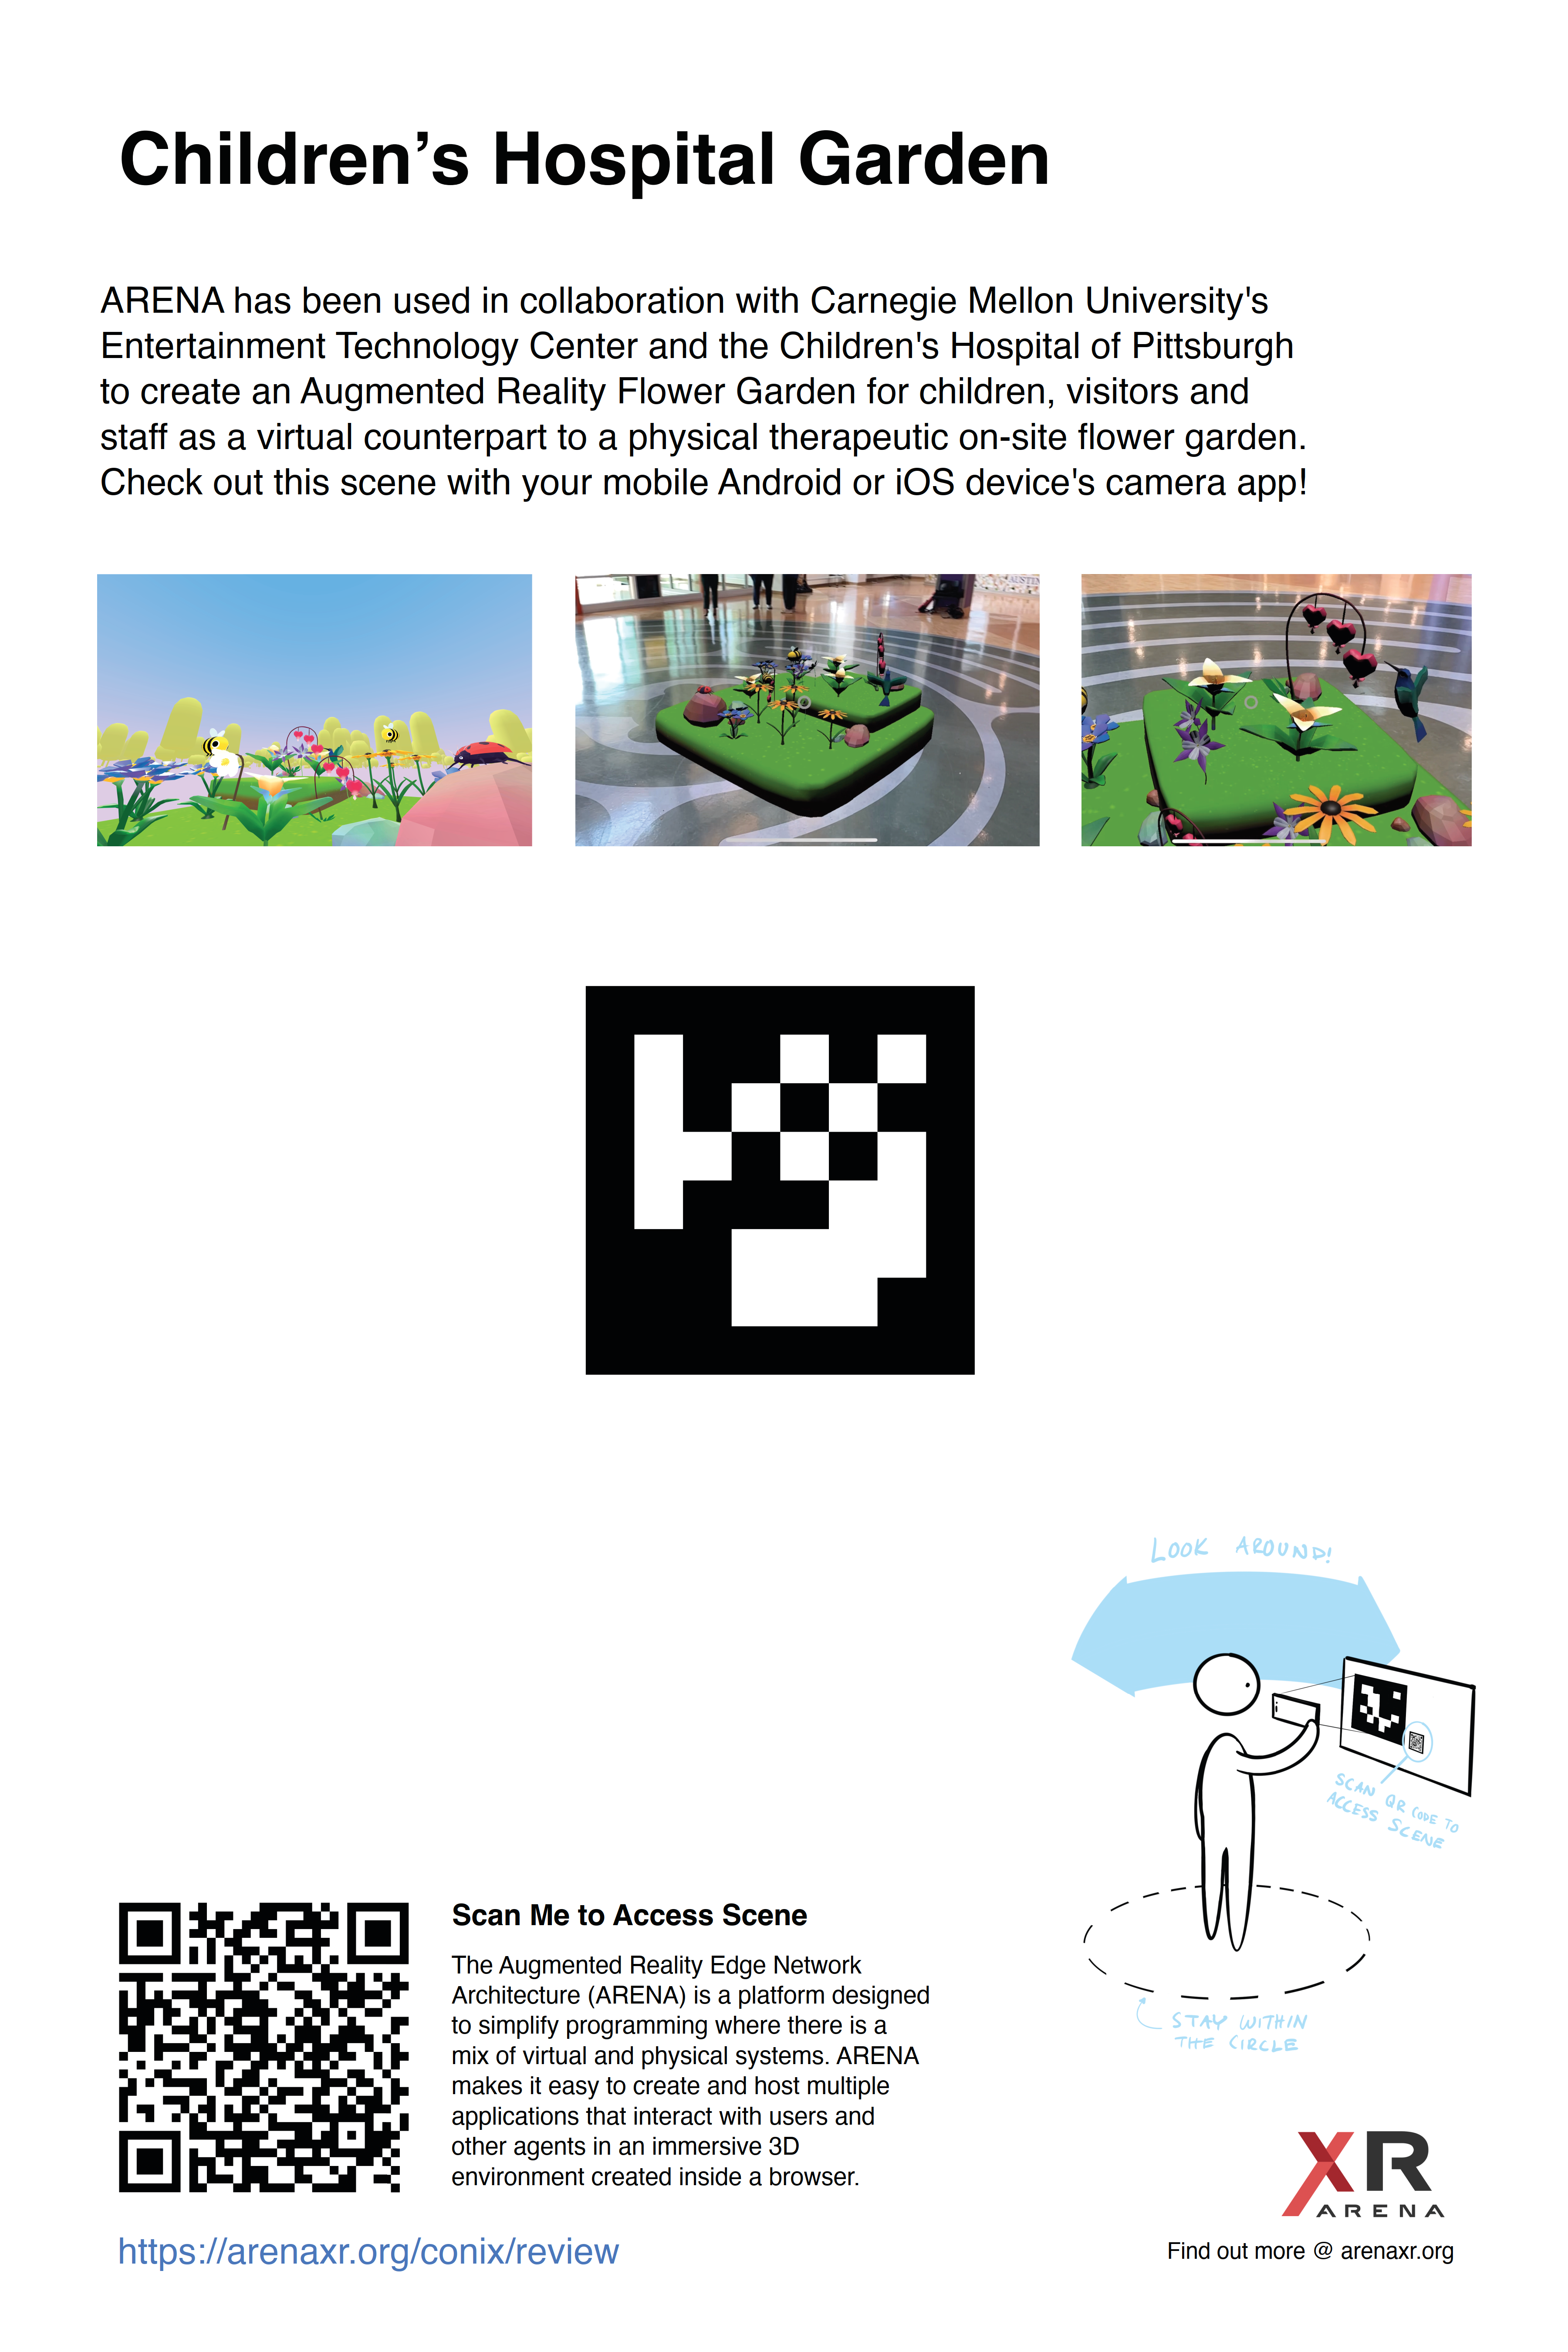 Children’s Hospital Garden
ARENA has been used in collaboration with Carnegie Mellon University's
Entertainment Technology Center and the Children's Hospital of Pittsburgh
to create an Augmented Reality Flower Garden for children, visitors and
staff as a virtual counterpart to a physical therapeutic on-site flower garden.
Check out this scene with your mobile Android or iOS device's camera app!
AUSTIN
LOOK AROUND!
SCAN QR CODE TO
ACCESS SCENE
STAY WITHIN
THE CIRCLE
Scan Me to Access Scene
The Augmented Reality Edge Network
Architecture (ARENA) is a platform designed
to simplify programming where there is a
mix of virtual and physical systems. ARENA
makes it easy to create and host multiple
applications that interact with users and
other agents in an immersive 3D
environment created inside a browser.
https://arenaxr.org/conix/review
XR
ARENA
Find out more @ arenaxr.org